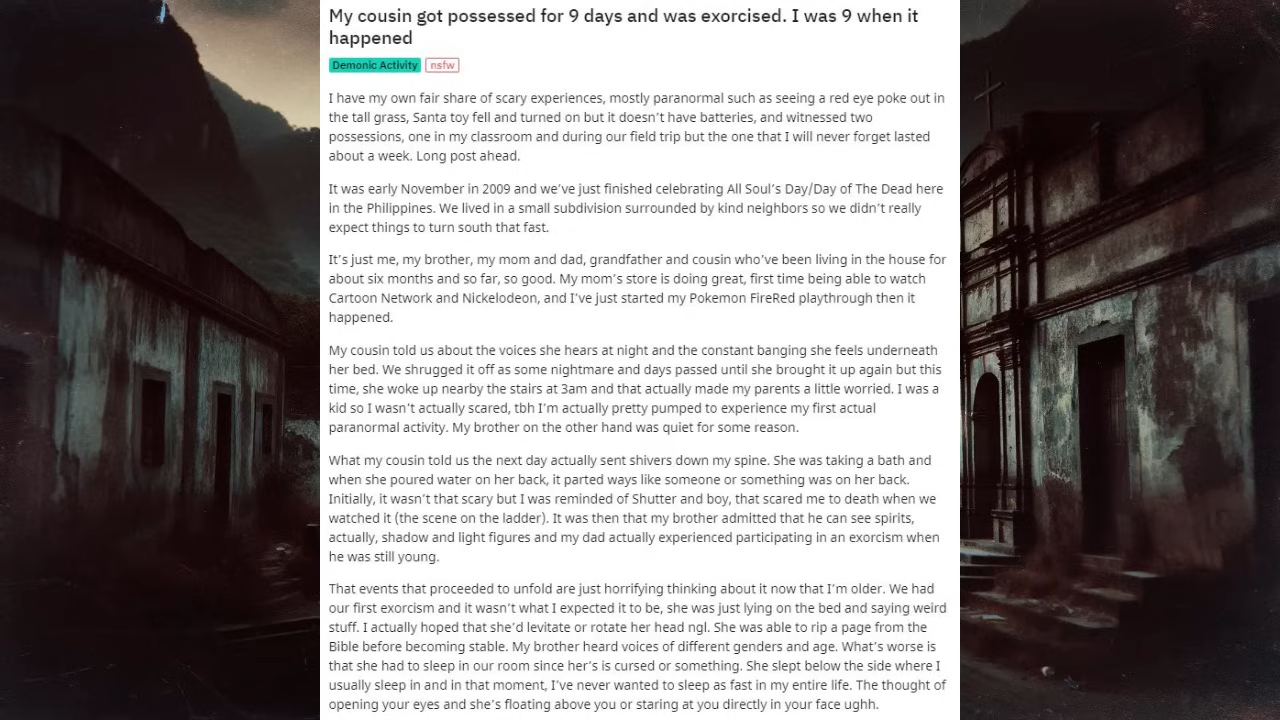 My cousin got possessed for 9 days and was exorcised. I was 9 when it
happened
Demonic Activity nsfw
I have my own fair share of scary experiences, mostly paranormal such as seeing a red eye poke out in
the tall grass, Santa toy fell and turned on but it doesn't have batteries, and witnessed two
possessions, one in my classroom and during our field trip but the one that I will never forget lasted
about a week. Long post ahead.
It was early November in 2009 and we've just finished celebrating All Soul's Day/Day of The Dead here
in the Philippines. We lived in a small subdivision surrounded by kind neighbors so we didn't really
expect things to turn south that fast.
It's just me, my brother, my mom and dad, grandfather and cousin who've been living in the house for
about six months and so far, so good. My mom's store is doing great, first time being able to watch
Cartoon Network and Nickelodeon, and I've just started my Pokemon FireRed playthrough then it
happened.
My cousin told us about the voices she hears at night and the constant banging she feels underneath
her bed. We shrugged it off as some nightmare and days passed until she brought it up again but this
time, she woke up nearby the stairs at 3am and that actually made my parents a little worried. I was a
kid so I wasn't actually scared, tbh I'm actually pretty pumped to experience my first actual
paranormal activity. My brother on the other hand was quiet for some reason.
What my cousin told us the next day actually sent shivers down my spine. She was taking a bath and
when she poured water on her back, it parted ways like someone or something was on her back.
Initially, it wasn't that scary but I was reminded of Shutter and boy, that scared me to death when we
watched it (the scene on the ladder). It was then that my brother admitted that he can see spirits,
actually, shadow and light figures and my dad actually experienced participating in an exorcism when
he was still young.
That events that proceeded to unfold are just horrifying thinking about it now that I'm older. We had
our first exorcism and it wasn't what I expected it to be, she was just lying on the bed and saying weird
stuff. I actually hoped that she'd levitate or rotate her head ngl. She was able to rip a page from the
Bible before becoming stable. My brother heard voices of different genders and age. What's worse is
that she had to sleep in our room since her's is cursed or something. She slept below the side where I
usually sleep in and in that moment, I've never wanted to sleep as fast in my entire life. The thought of
opening your eyes and she's floating above you or staring at you directly in your face ughh.